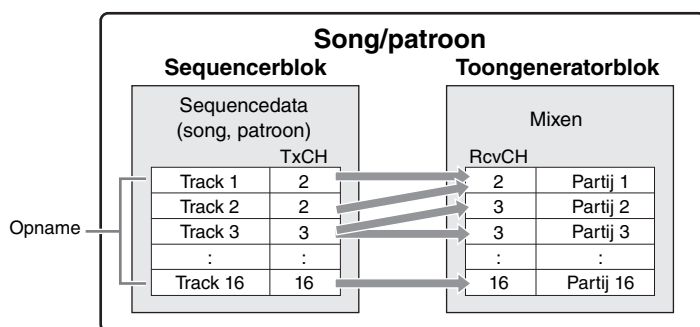 Song/patroon
Sequencerblok
Toongeneratorblok
Sequencedata
(song, patroon)
Mixen
TxCH
RcvCH
Track 1 2 2 Partij 1
Track 2 2 3 Partij 2
Opname
Track 3 3 3 Partij 3
: : : :
Track 16 16 16 Partij 16